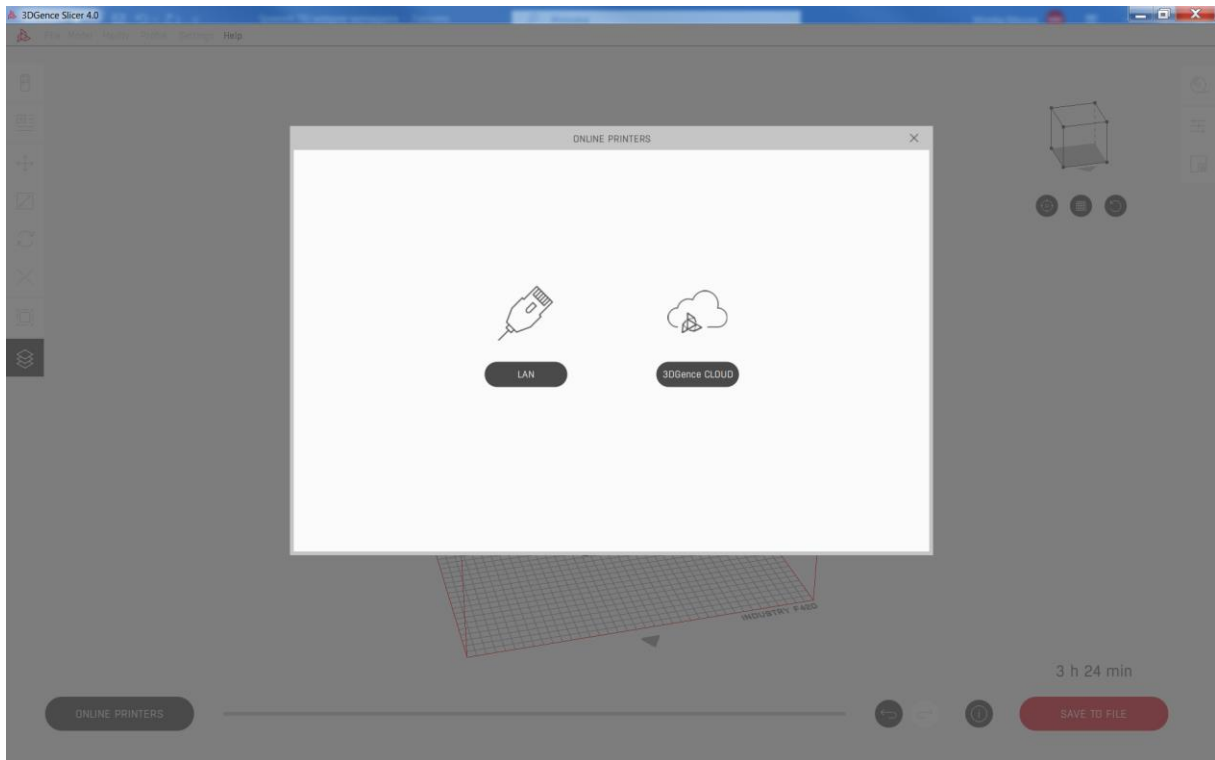 3DGence Slicer 4.0
File
Help
ONLINE PRINTERS
LAN
3DGence CLOUD
INDUSTRY F420
3 h 24 min
ONLINE PRINTERS
SAVE TO FILE